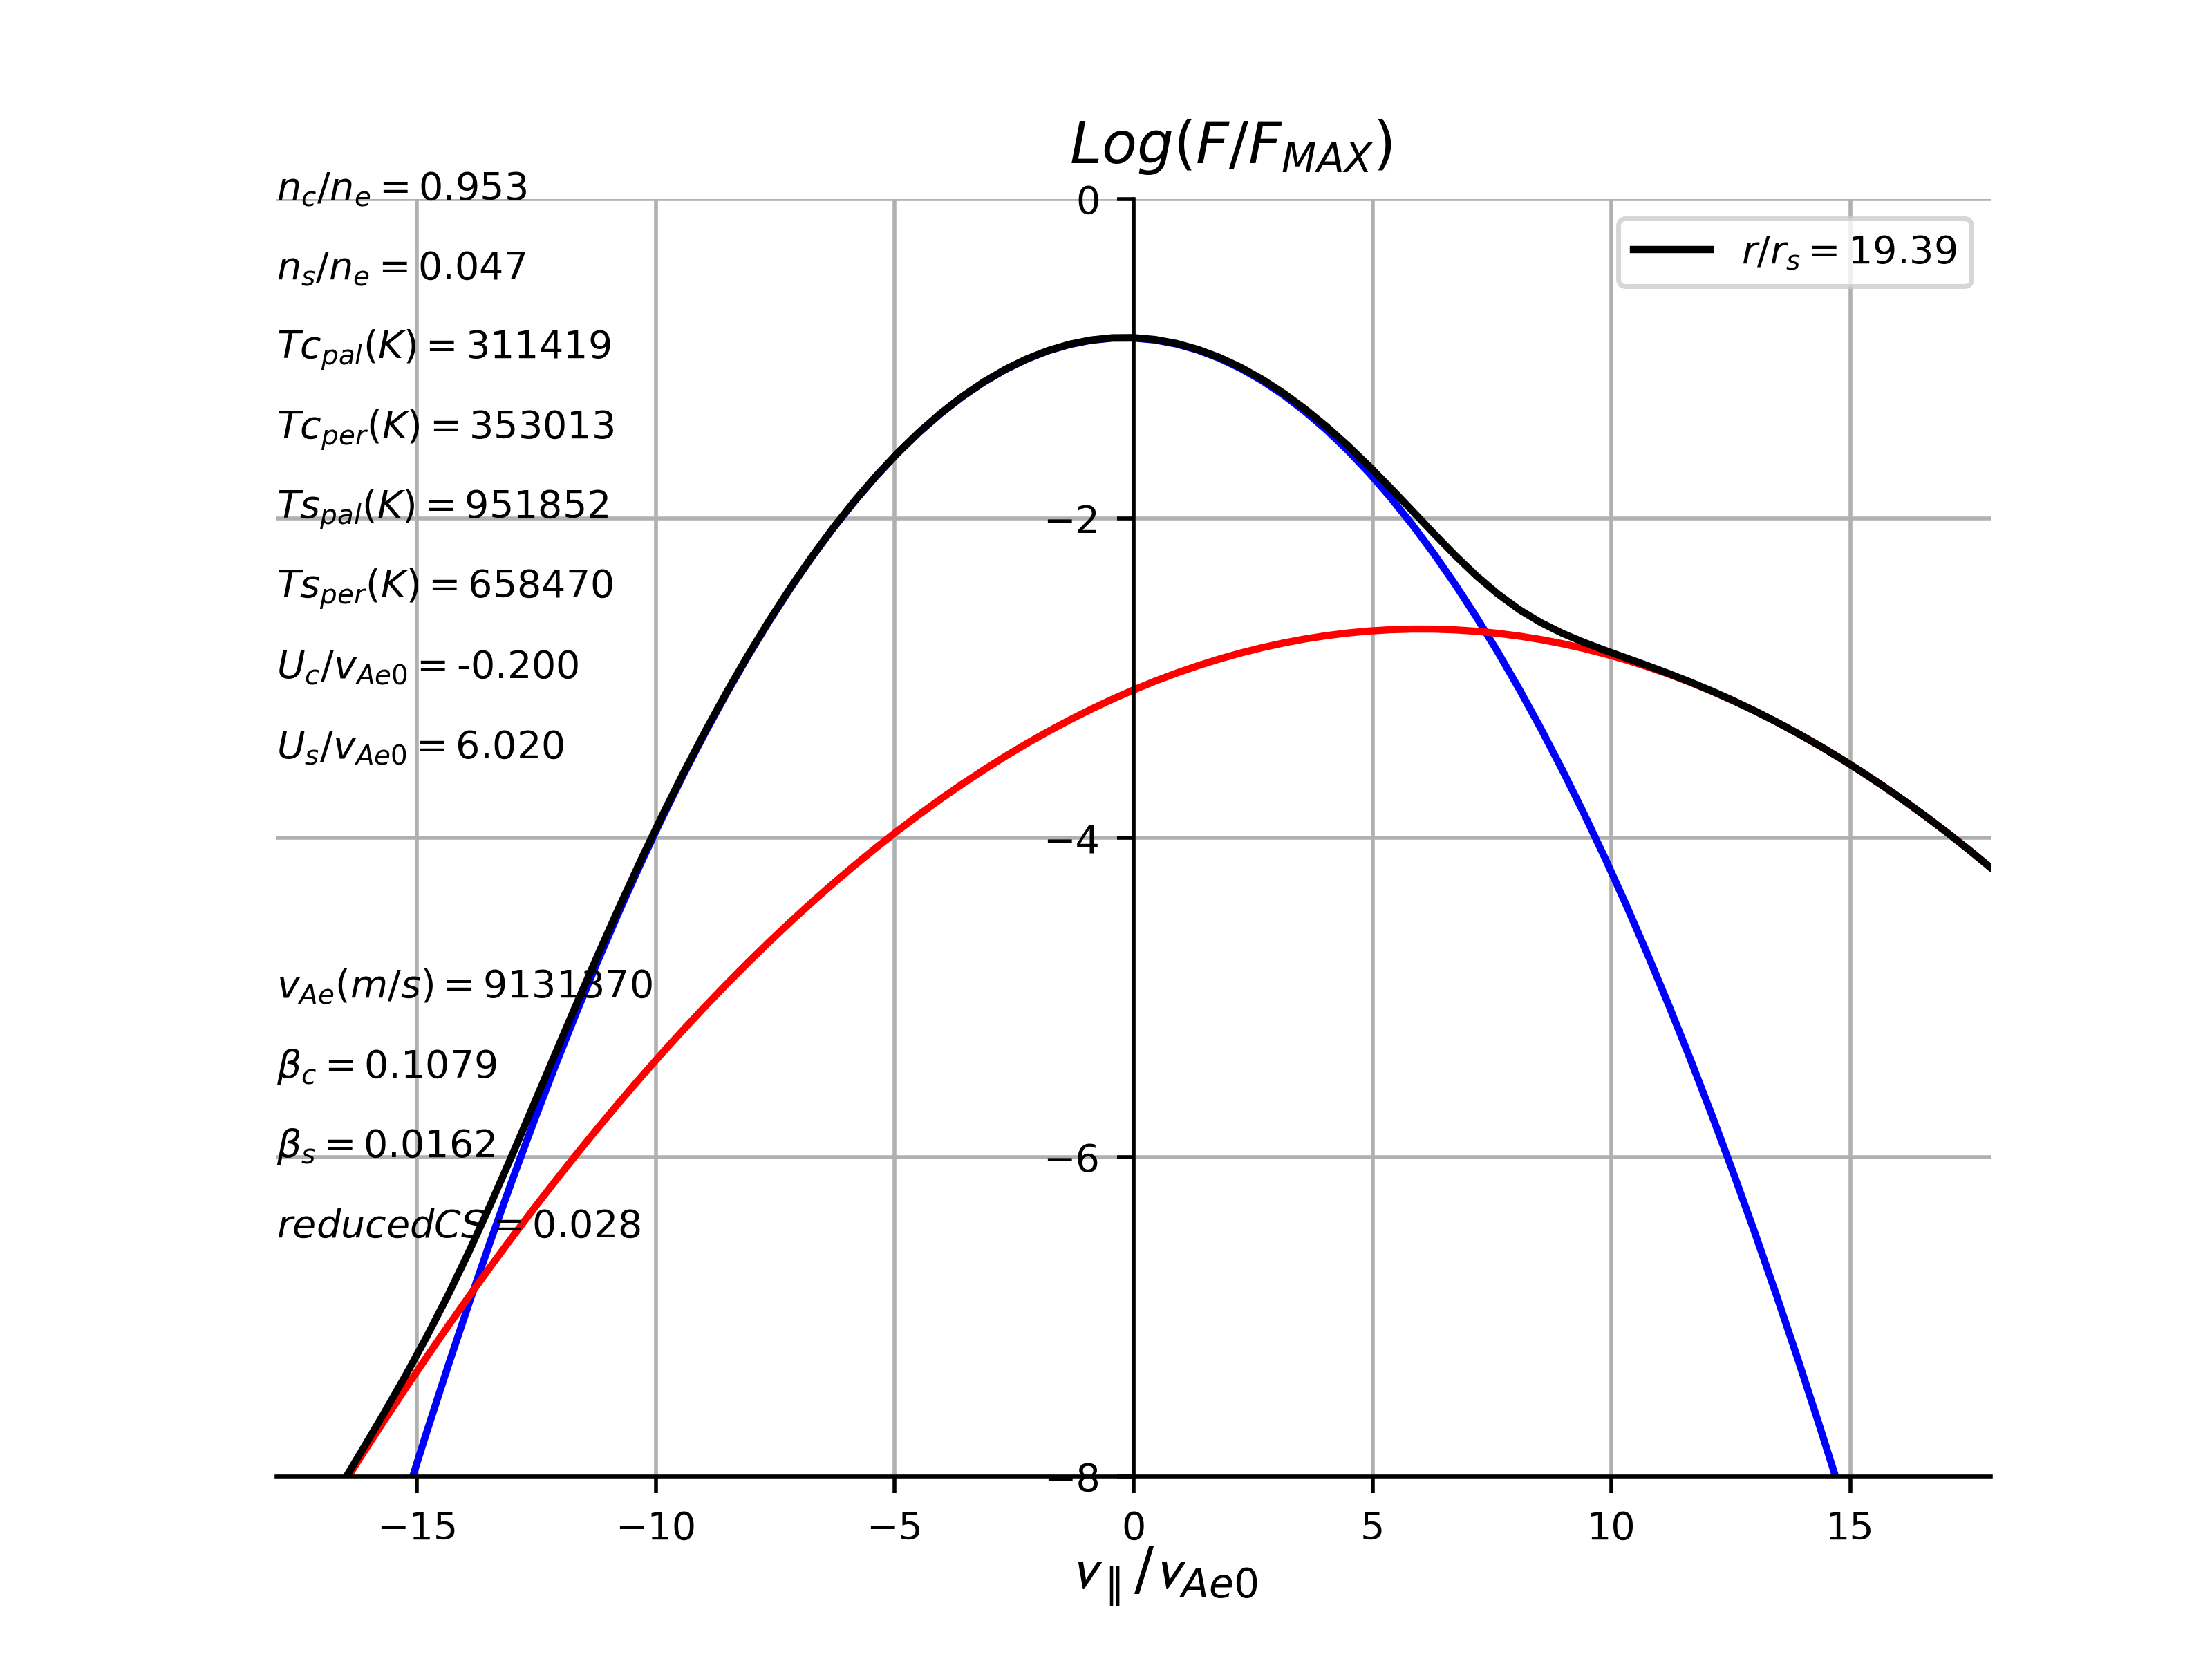 Log(F/F_MAX)
n_c/n_e = 0.953
0
r/r_s = 19.39
n_s/n_e = 0.047
Tc_pal(K) = 311419
Tc_per(K) = 353013
Ts_pal(K) = 951852
−2
Ts_per(K) = 658470
U_c/v_Ae0 = -0.200
U_s/v_Ae0 = 6.020
−4
v_Ae(m/s) = 9131370
β_c = 0.1079
β_s = 0.0162
−6
reducedCS = 0.028
−8
−15 −10 −5 0 5 10 15
v_∥/v_Ae0